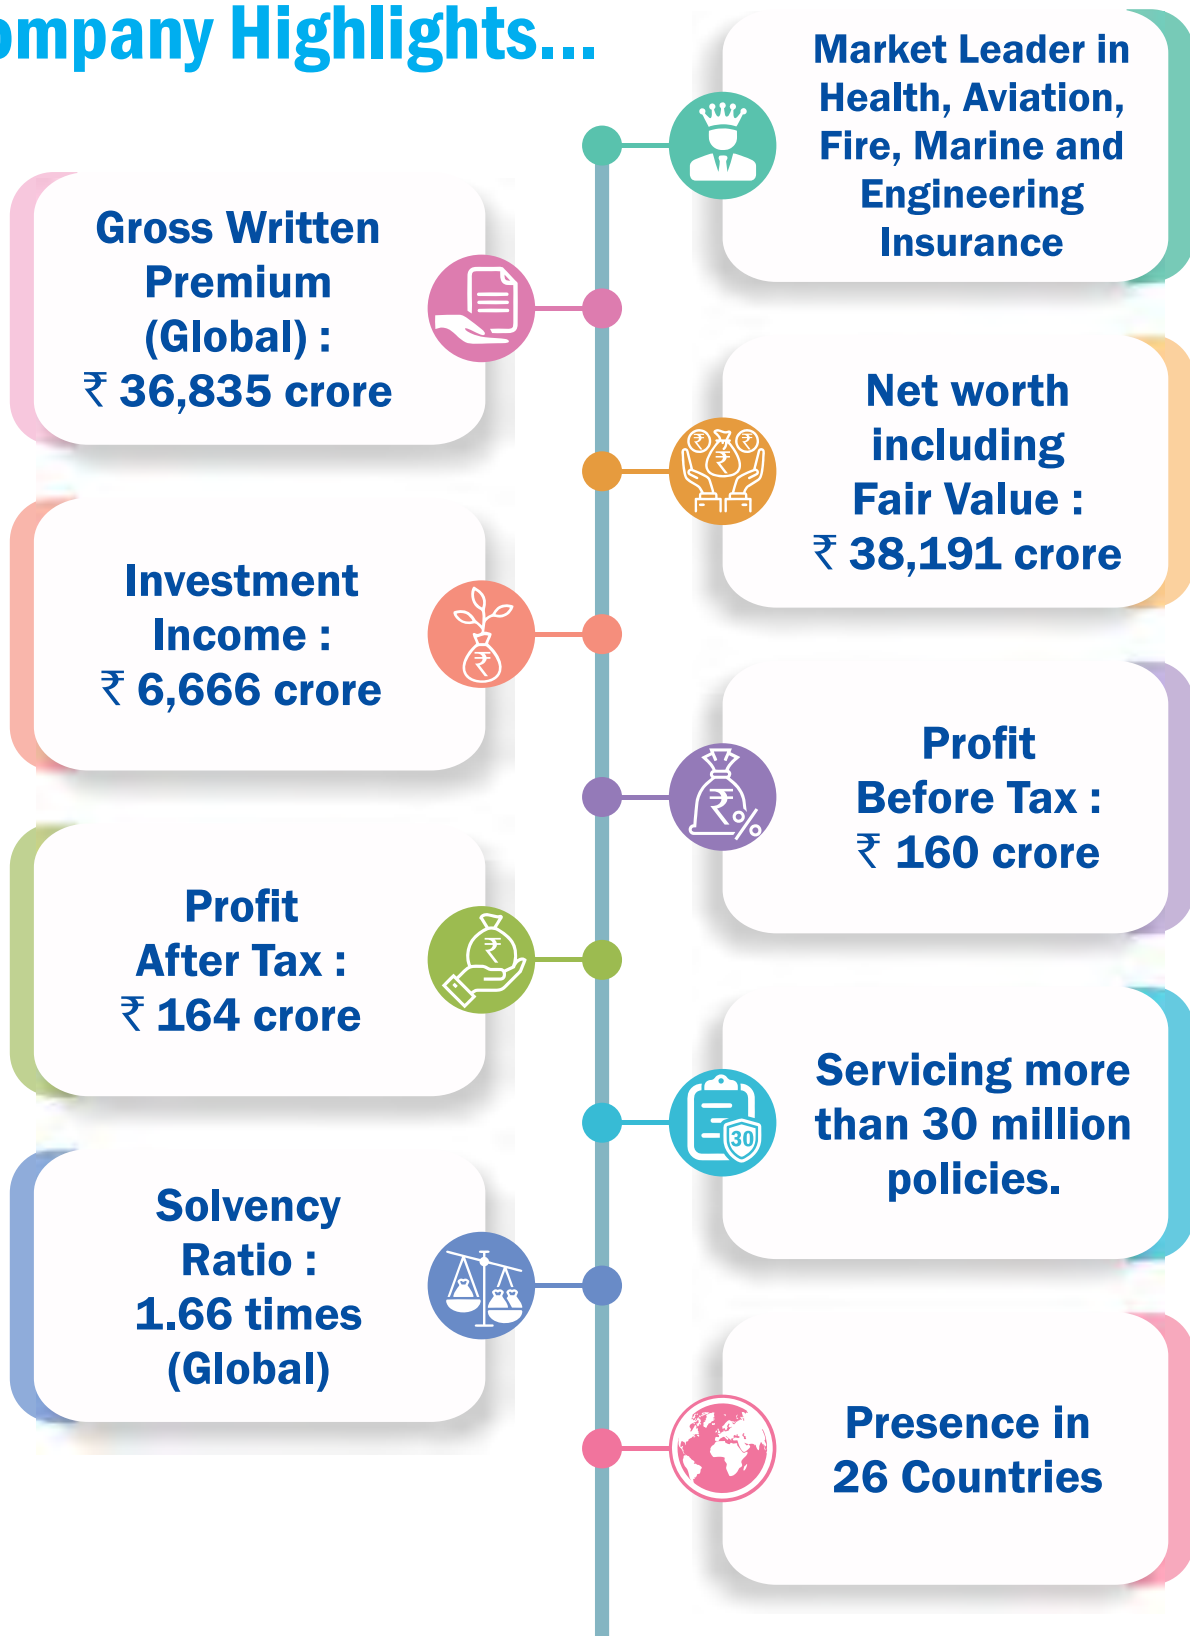 ompany Highlights...
Market Leader in
Health, Aviation,
Fire, Marine and
Engineering
Insurance
Gross Written
Premium
(Global) :
₹ 36,835 crore
Net worth
including
Fair Value :
₹ 38,191 crore
Investment
Income :
₹ 6,666 crore
Profit
Before Tax :
₹ 160 crore
Profit
After Tax :
₹ 164 crore
30
Servicing more
than 30 million
policies.
Solvency
Ratio :
1.66 times
(Global)
Presence in
26 Countries